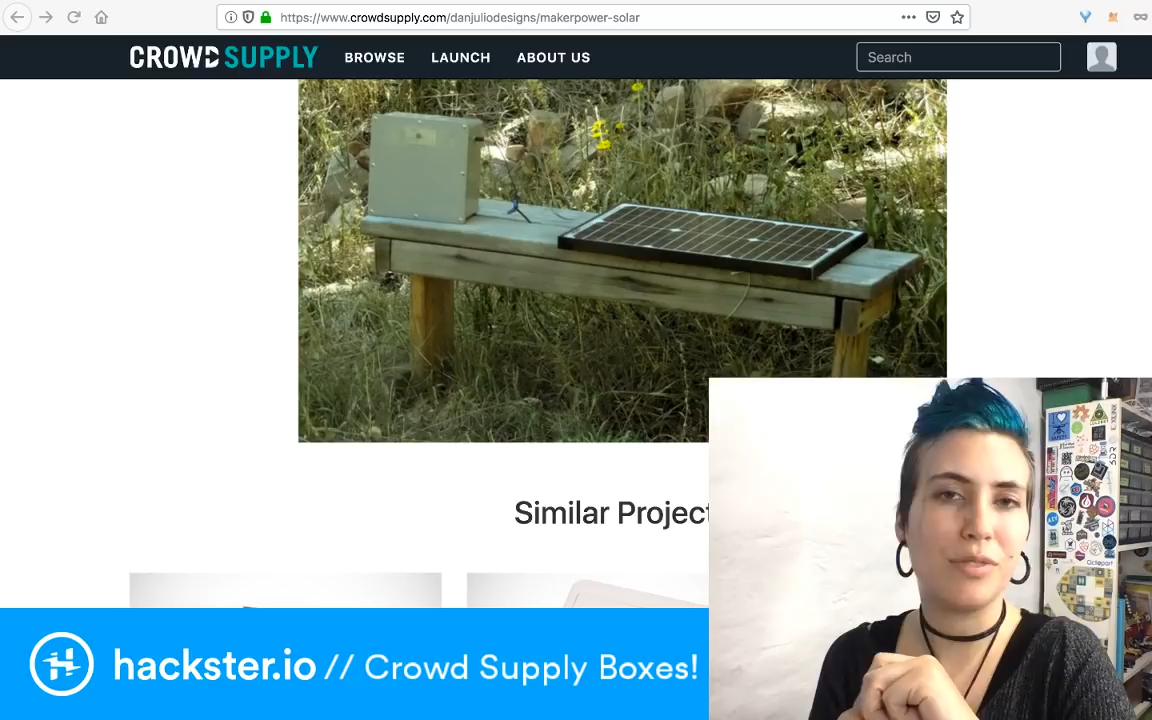 https://www.crowdsupply.com/danjuliodesigns/makerpower-solar
CROWD SUPPLY BROWSE LAUNCH ABOUT US Search
Similar Project
Octopart
hackster.io // Crowd Supply Boxes!